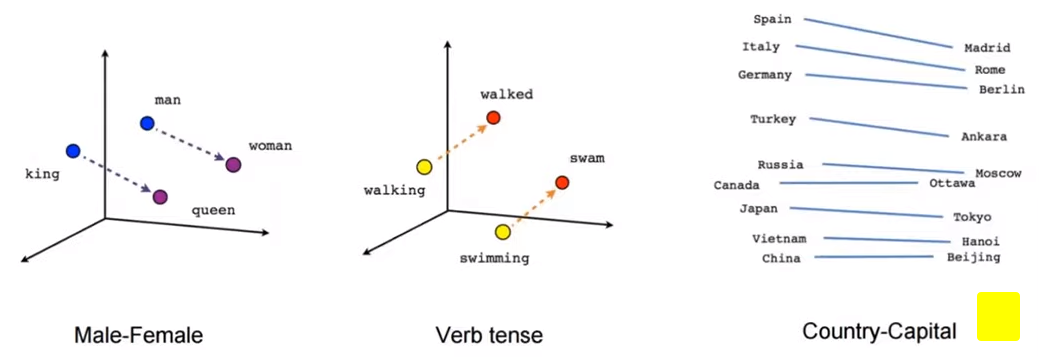 man
woman
king
queen
Male-Female
walked
swam
walking
swimming
Verb tense
Spain
Madrid
Italy
Rome
Germany
Berlin
Turkey
Ankara
Russia
Moscow
Canada
Ottawa
Japan
Tokyo
Vietnam
Hanoi
China
Beijing
Country-Capital